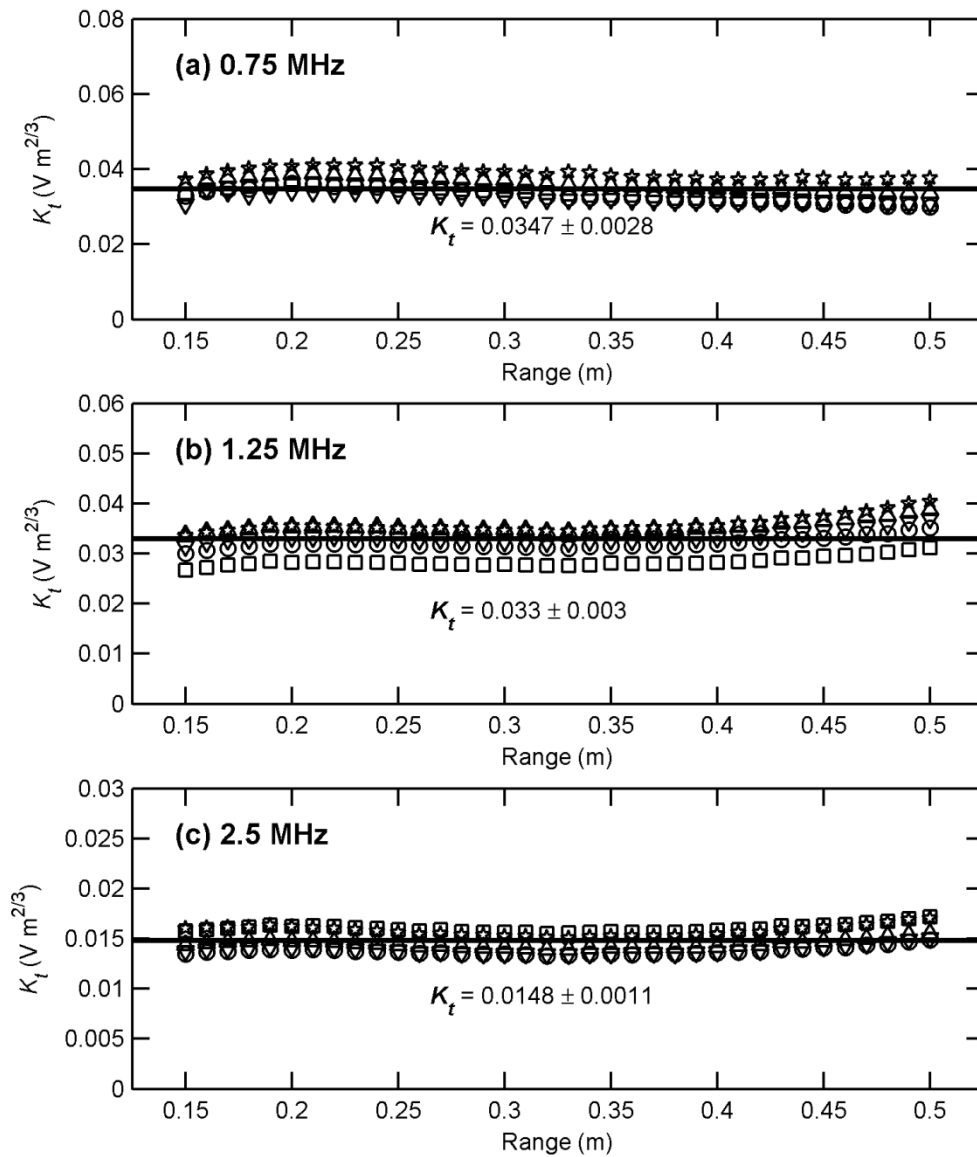 0.08
(a) 0.75 MHz
0.06
0.04
0.02
0
K_t (V m^{2/3})
K_t = 0.0347 ± 0.0028
0.15 0.2 0.25 0.3 0.35 0.4 0.45 0.5
Range (m)
0.06
(b) 1.25 MHz
0.05
0.04
0.03
0.02
0.01
0
K_t (V m^{2/3})
K_t = 0.033 ± 0.003
0.15 0.2 0.25 0.3 0.35 0.4 0.45 0.5
Range (m)
0.03
(c) 2.5 MHz
0.025
0.02
0.015
0.01
0.005
0
K_t (V m^{2/3})
K_t = 0.0148 ± 0.0011
0.15 0.2 0.25 0.3 0.35 0.4 0.45 0.5
Range (m)